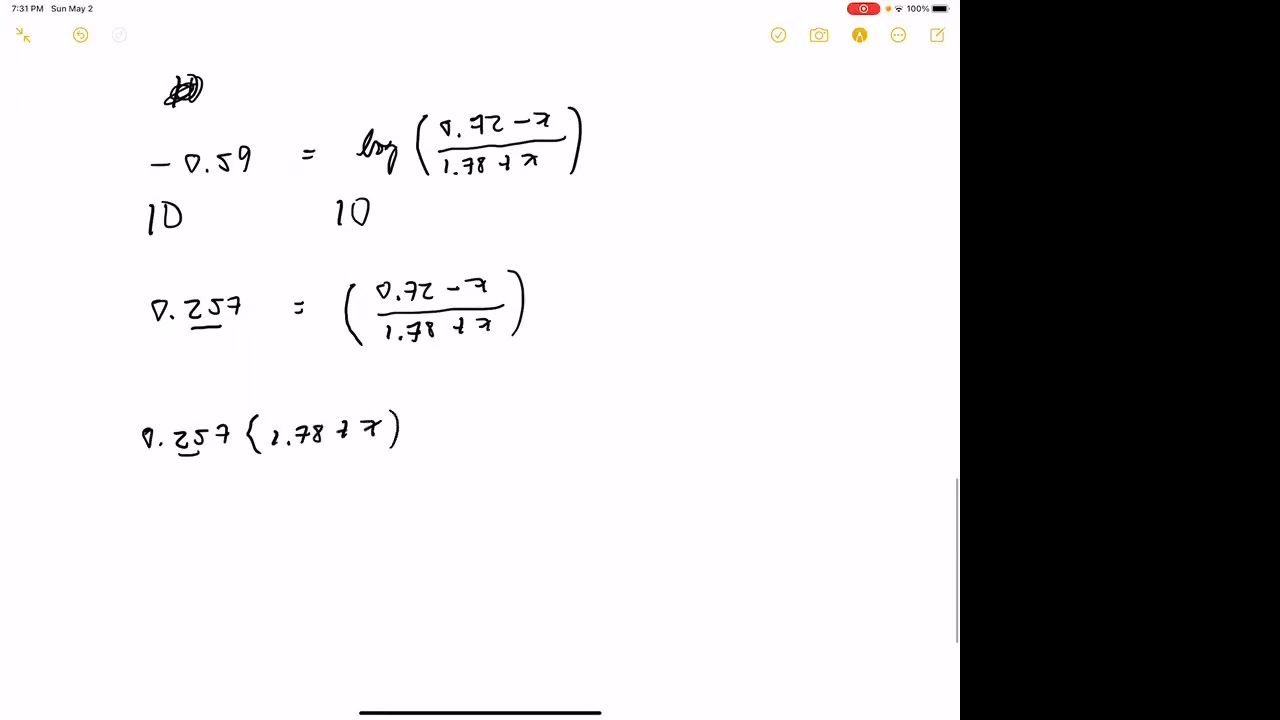 7:31 PM Sun May 2 100%
- 0.59 = log ( 0.72 - x / 1.78 + x )
10 10
0.257 = ( 0.72 - x / 1.78 + x )
0.257 ( 1.78 + x )